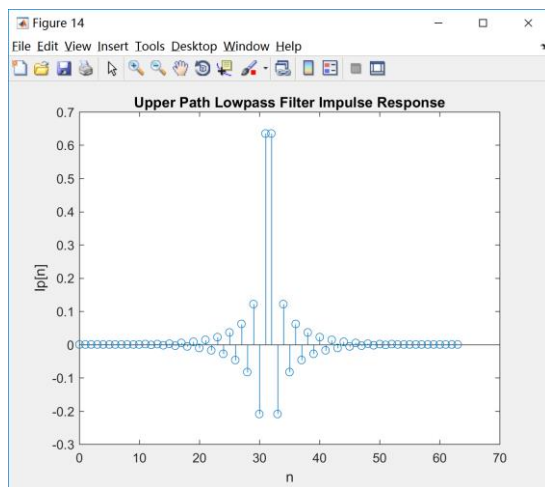 Figure 14
File Edit View Insert Tools Desktop Window Help
Upper Path Lowpass Filter Impulse Response
0.7
0.6
0.5
0.4
0.3
0.2
0.1
0
-0.1
-0.2
-0.3
lp[n]
0 10 20 30 40 50 60 70
n